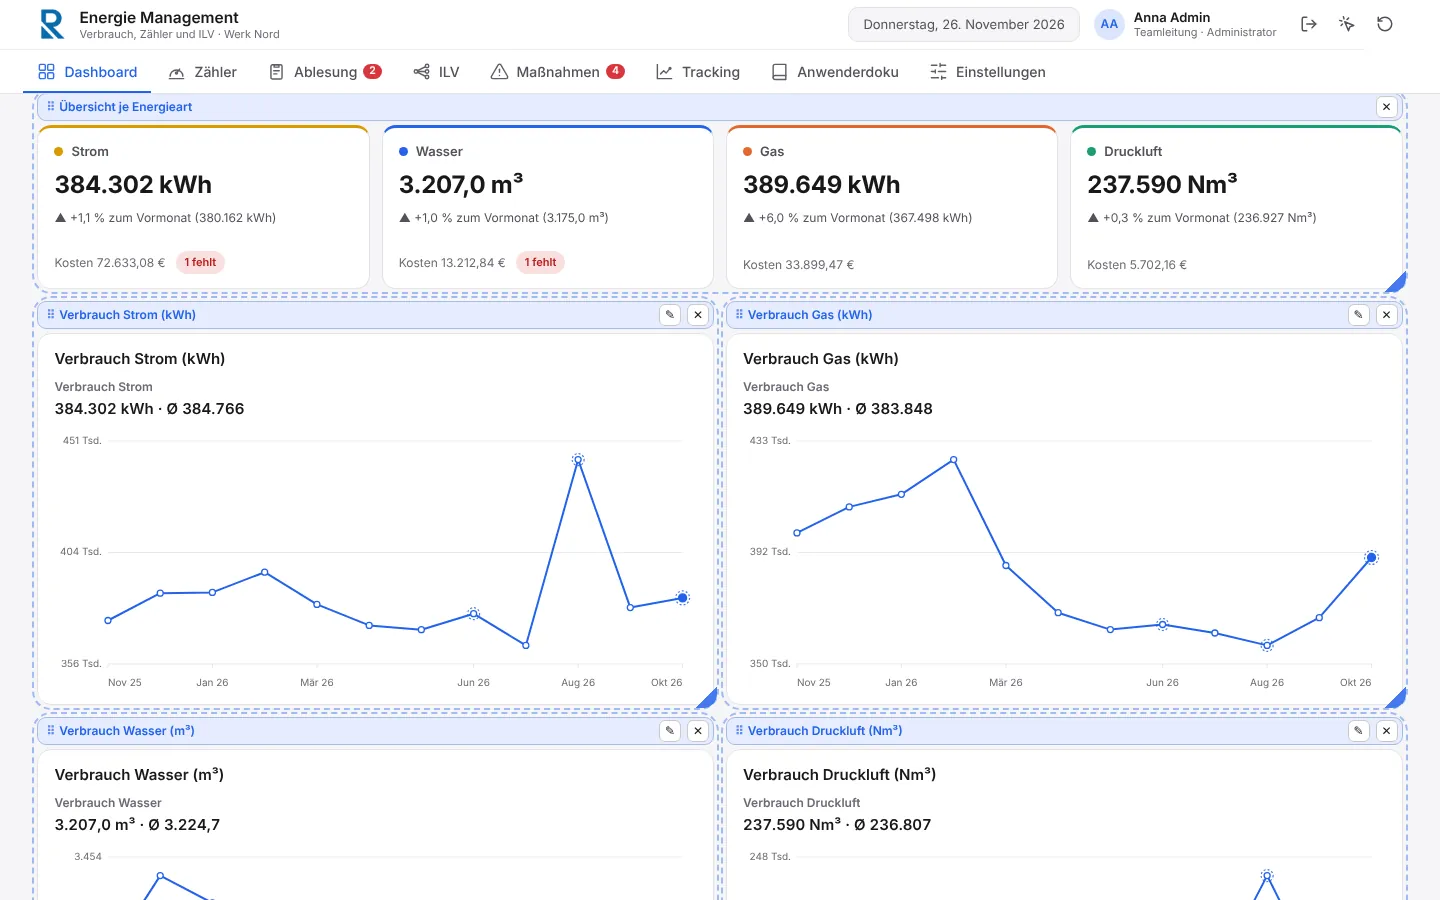 Energie Management
Verbrauch, Zähler und ILV · Werk Nord
Donnerstag, 26. November 2026
AA
Anna Admin
Teamleitung · Administrator
Dashboard
Zähler
Ablesung 2
ILV
Maßnahmen 4
Tracking
Anwenderdoku
Einstellungen
Übersicht je Energieart
Strom
384.302 kWh
▲ +1,1 % zum Vormonat (380.162 kWh)
Kosten 72.633,08 € 1 fehlt
Wasser
3.207,0 m³
▲ +1,0 % zum Vormonat (3.175,0 m³)
Kosten 13.212,84 € 1 fehlt
Gas
389.649 kWh
▲ +6,0 % zum Vormonat (367.498 kWh)
Kosten 33.899,47 €
Druckluft
237.590 Nm³
▲ +0,3 % zum Vormonat (236.927 Nm³)
Kosten 5.702,16 €
Verbrauch Strom (kWh)
Verbrauch Strom (kWh)
Verbrauch Strom
384.302 kWh · Ø 384.766
451 Tsd.
404 Tsd.
356 Tsd.
Nov 25 Jan 26 Mär 26 Jun 26 Aug 26 Okt 26
Verbrauch Gas (kWh)
Verbrauch Gas (kWh)
Verbrauch Gas
389.649 kWh · Ø 383.848
433 Tsd.
392 Tsd.
350 Tsd.
Nov 25 Jan 26 Mär 26 Jun 26 Aug 26 Okt 26
Verbrauch Wasser (m³)
Verbrauch Wasser (m³)
Verbrauch Wasser
3.207,0 m³ · Ø 3.224,7
3.454
Verbrauch Druckluft (Nm³)
Verbrauch Druckluft (Nm³)
Verbrauch Druckluft
237.590 Nm³ · Ø 236.807
248 Tsd.